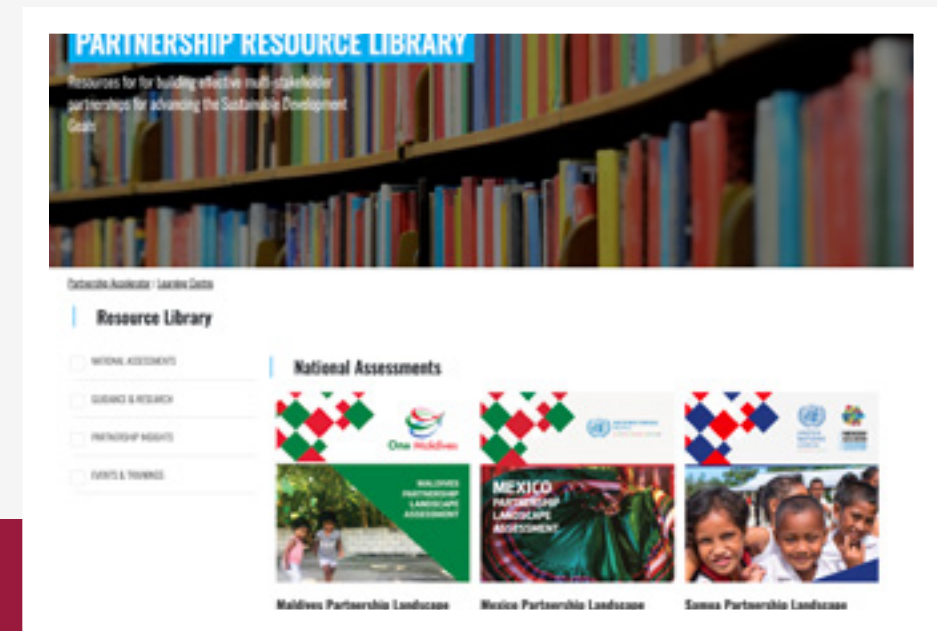 PARTNERSHIP RESOURCE LIBRARY
Resources for for building effective multi-stakeholder
partnerships for advancing the Sustainable Development
Goals
Partnership Accelerator / Learning Centre
Resource Library
NATIONAL ASSESSMENTS
GUIDANCE & RESEARCH
PARTNERSHIP INSIGHTS
EVENTS & TRAININGS
National Assessments
One Maldives
MALDIVES
PARTNERSHIP
LANDSCAPE
ASSESSMENT
MEXICO
PARTNERSHIP
LANDSCAPE
ASSESSMENT
UNITED
NATIONS
Maldives Partnership Landscape
Mexico Partnership Landscape
Samoa Partnership Landscape